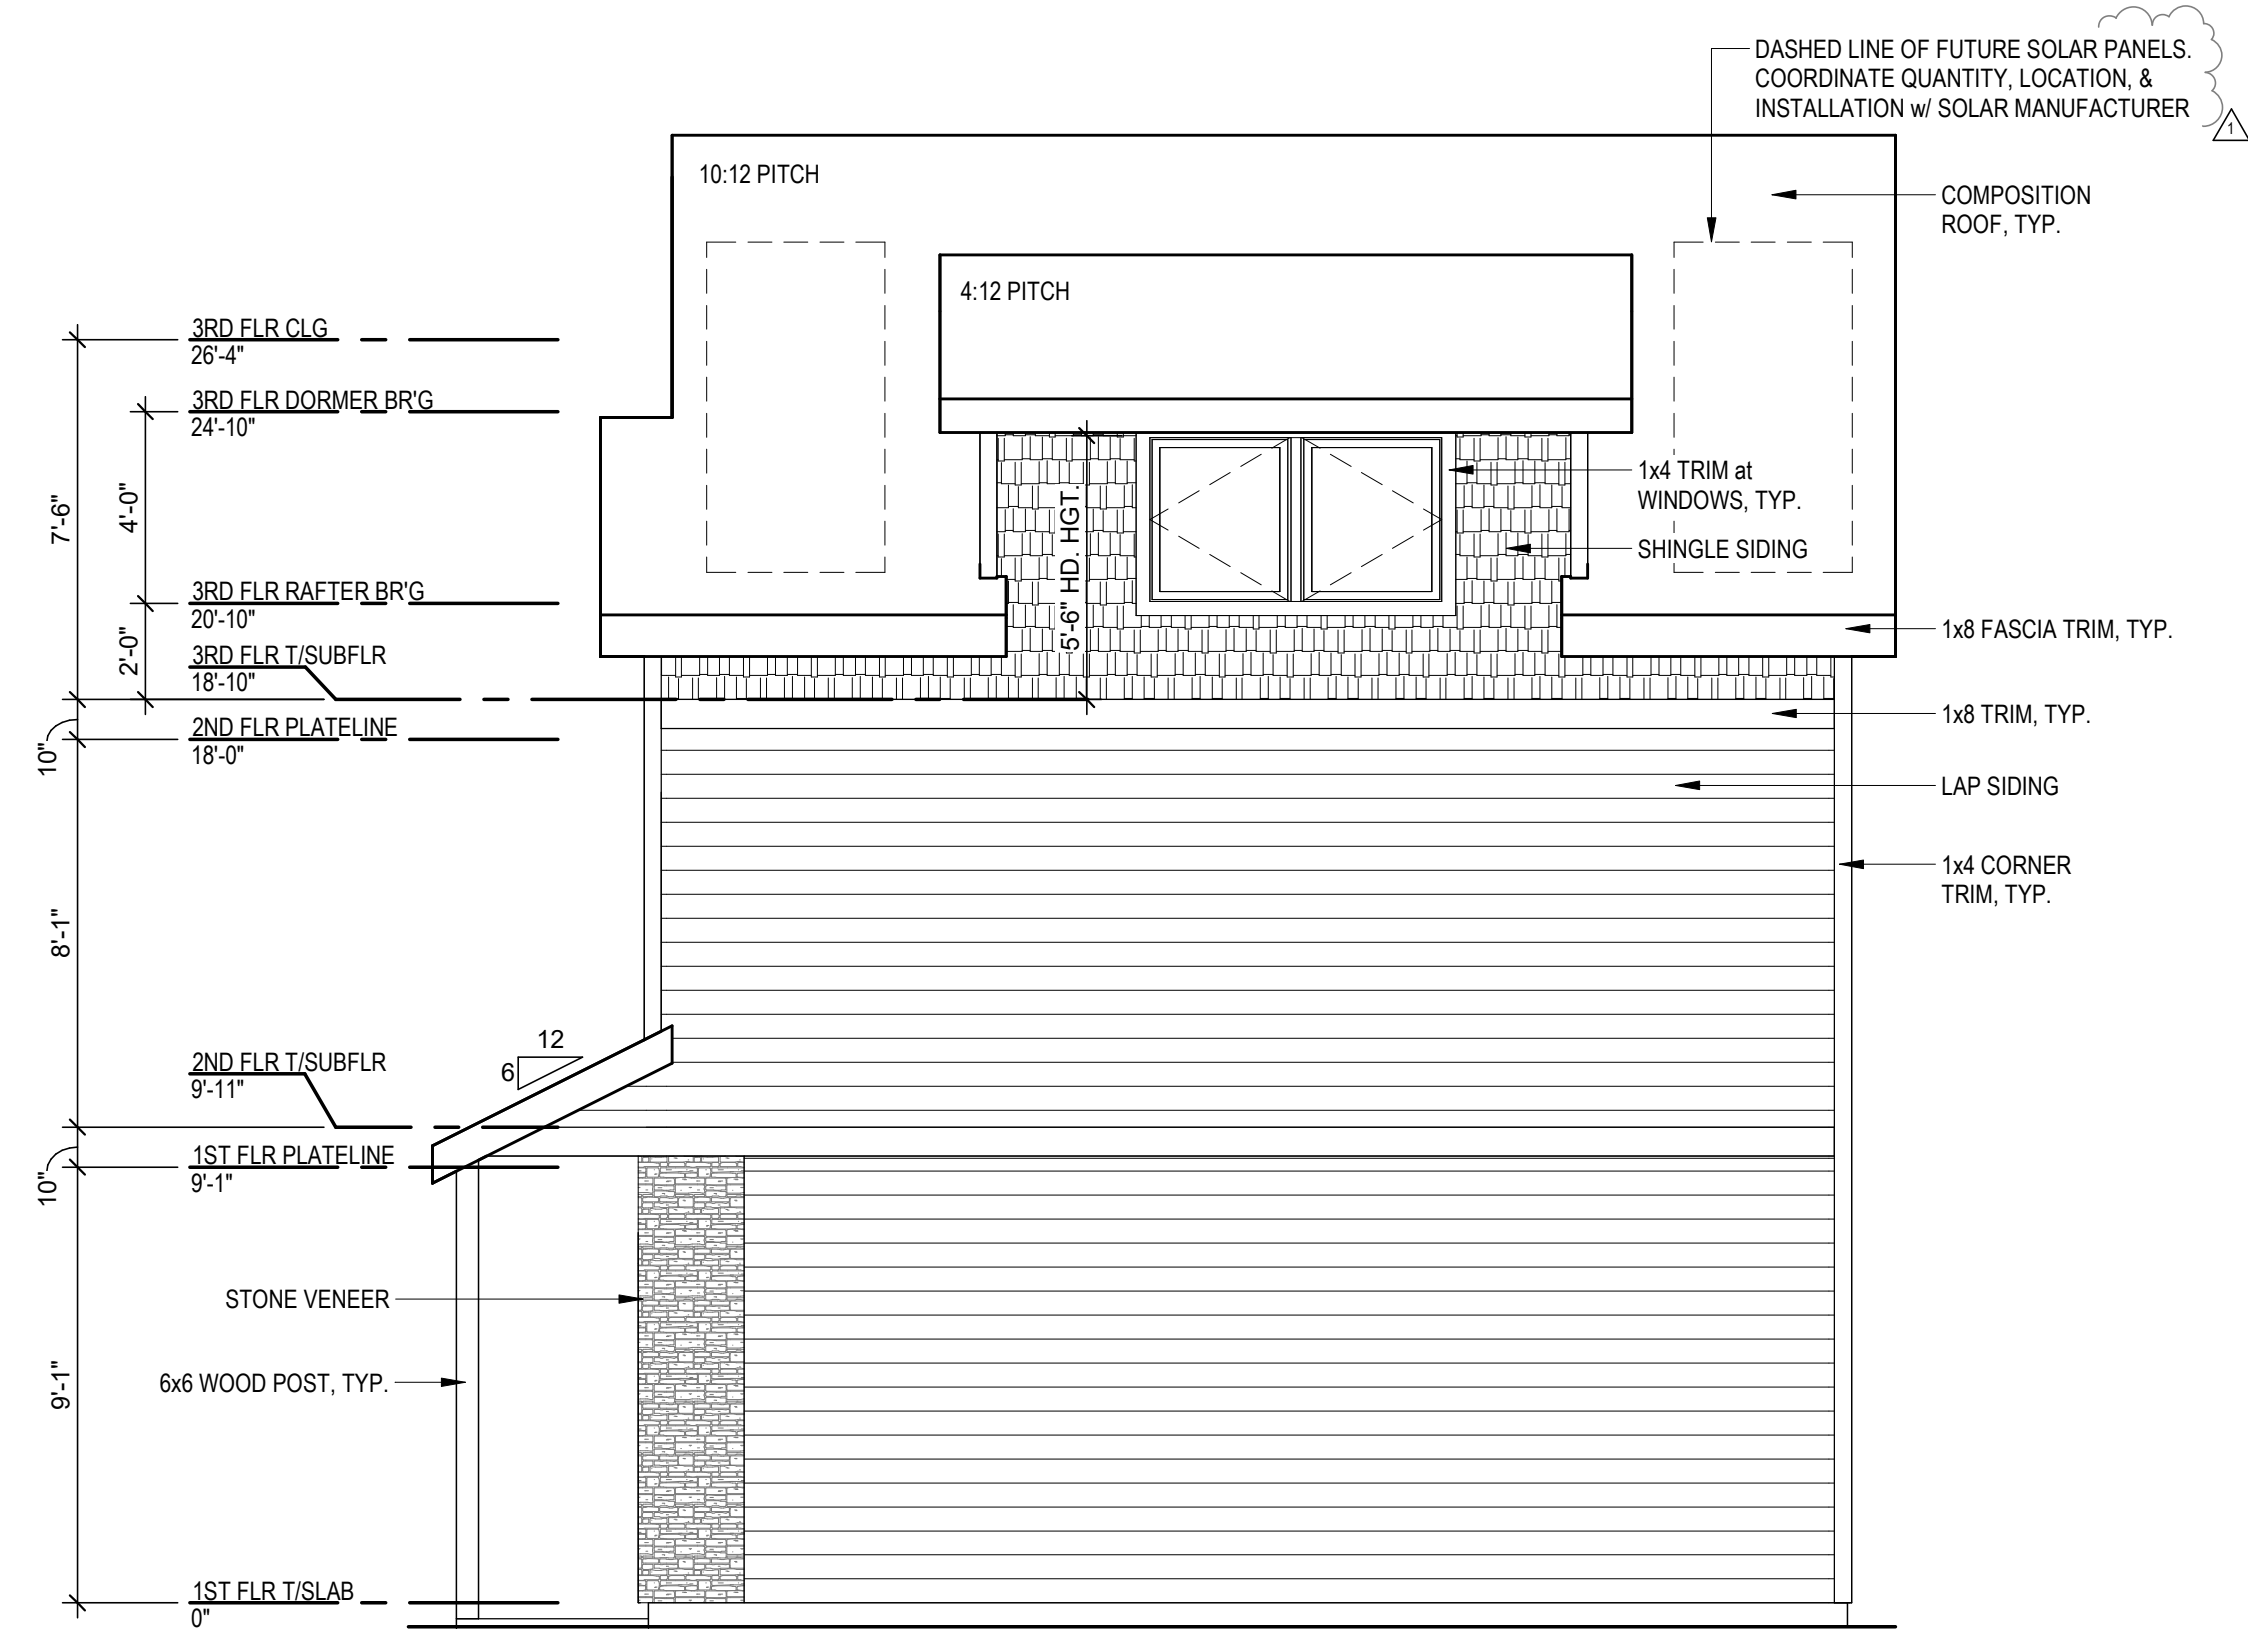 DASHED LINE OF FUTURE SOLAR PANELS.
COORDINATE QUANTITY, LOCATION, &
INSTALLATION w/ SOLAR MANUFACTURER
1
10:12 PITCH
COMPOSITION
ROOF, TYP.
4:12 PITCH
3RD FLR CLG
26'-4"
3RD FLR DORMER BR'G
24'-10"
7'-6"
4'-0"
5'-6" HD. HGT.
1x4 TRIM at
WINDOWS, TYP.
SHINGLE SIDING
3RD FLR RAFTER BR'G
20'-10"
2'-0"
1x8 FASCIA TRIM, TYP.
3RD FLR T/SUBFLR
18'-10"
1x8 TRIM, TYP.
2ND FLR PLATELINE
18'-0"
10"
LAP SIDING
1x4 CORNER
TRIM, TYP.
8'-1"
12
6
2ND FLR T/SUBFLR
9'-11"
1ST FLR PLATELINE
9'-1"
10"
STONE VENEER
6x6 WOOD POST, TYP.
9'-1"
1ST FLR T/SLAB
0"